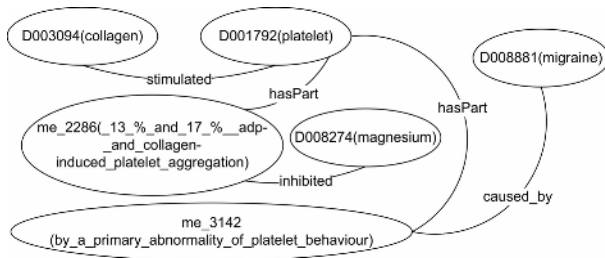 D003094(collagen)
D001792(platelet)
D008881(migraine)
stimulated
hasPart
hasPart
me_2286(_13_%_and_17_%__adp-
_and_collagen-
induced_platelet_aggregation)
D008274(magnesium)
inhibited
caused_by
me_3142
(by_a_primary_abnormality_of_platelet_behaviour)